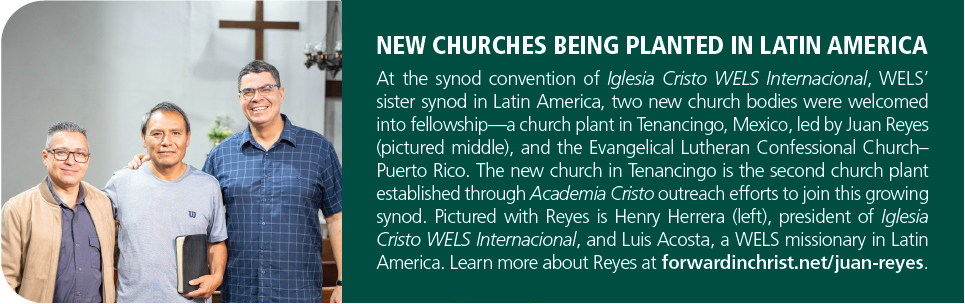 NEW CHURCHES BEING PLANTED IN LATIN AMERICA
At the synod convention of Iglesia Cristo WELS Internacional, WELS’
sister synod in Latin America, two new church bodies were welcomed
into fellowship—a church plant in Tenancingo, Mexico, led by Juan Reyes
(pictured middle), and the Evangelical Lutheran Confessional Church–
Puerto Rico. The new church in Tenancingo is the second church plant
established through Academia Cristo outreach efforts to join this growing
synod. Pictured with Reyes is Henry Herrera (left), president of Iglesia
Cristo WELS Internacional, and Luis Acosta, a WELS missionary in Latin
America. Learn more about Reyes at forwardinchrist.net/juan-reyes.